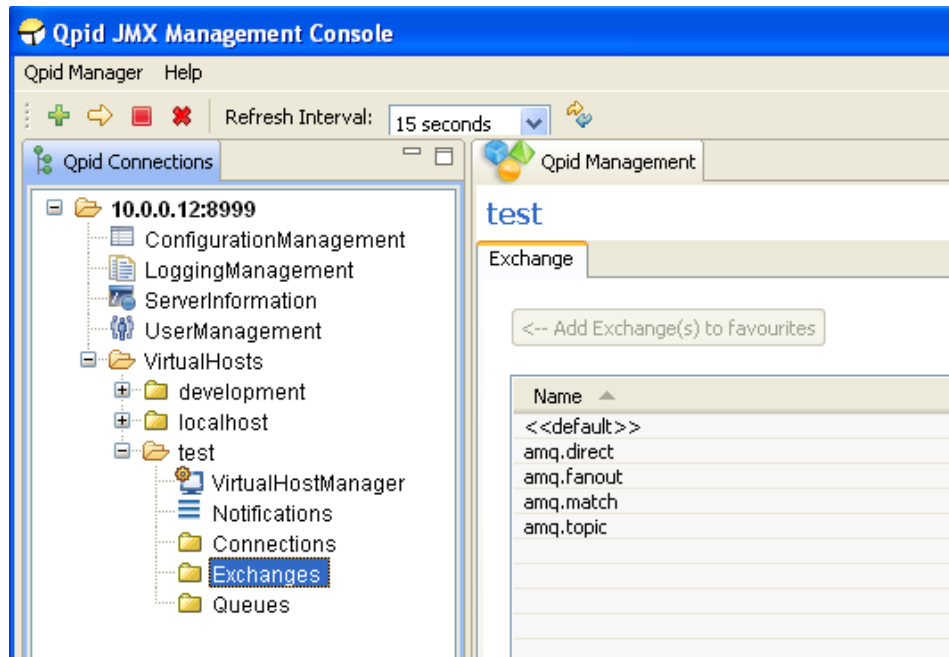 Qpid JMX Management Console
Qpid Manager Help
Refresh Interval: 15 seconds
Qpid Connections
10.0.0.12:8999
ConfigurationManagement
LoggingManagement
ServerInformation
UserManagement
VirtualHosts
development
localhost
test
VirtualHostManager
Notifications
Connections
Exchanges
Queues
Qpid Management
test
Exchange
<-- Add Exchange(s) to favourites
Name
<<default>>
amq.direct
amq.fanout
amq.match
amq.topic